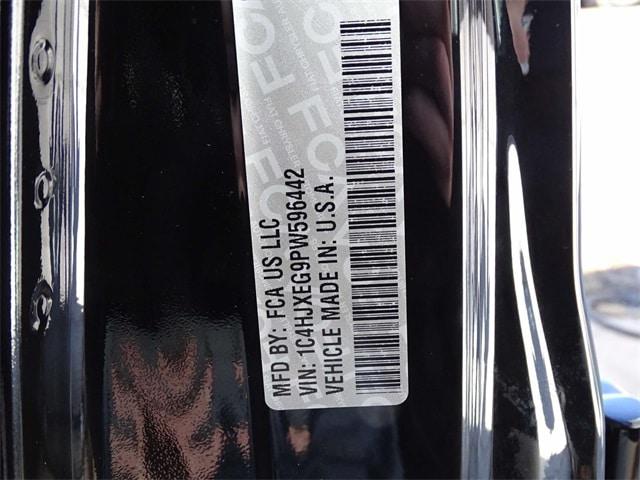 MFD BY: FCA US LLC
VIN: 1C4HJXEG9PW596442
VEHICLE MADE IN: U.S.A.